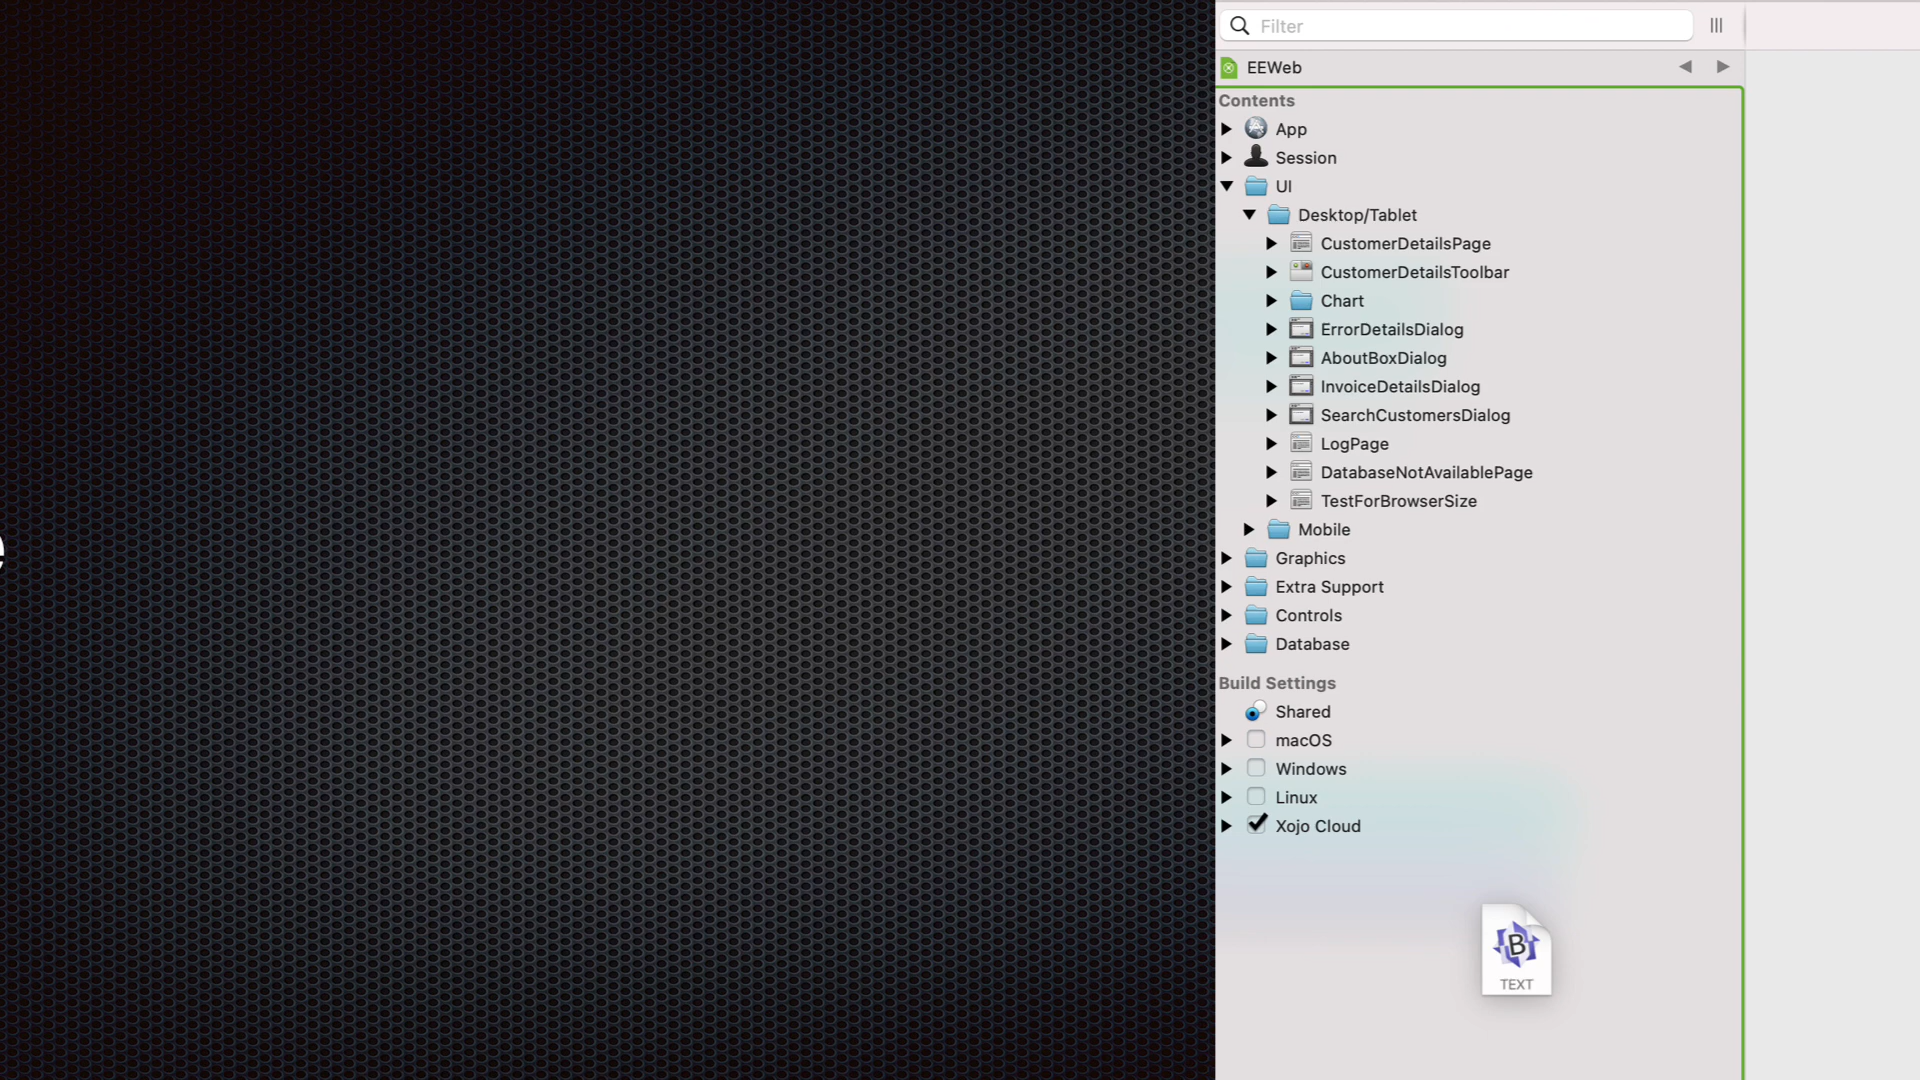 Filter
EEWeb
Contents
App
Session
UI
Desktop/Tablet
CustomerDetailsPage
CustomerDetailsToolbar
Chart
ErrorDetailsDialog
AboutBoxDialog
InvoiceDetailsDialog
SearchCustomersDialog
LogPage
DatabaseNotAvailablePage
TestForBrowserSize
Mobile
Graphics
Extra Support
Controls
Database
Build Settings
Shared
macOS
Windows
Linux
Xojo Cloud
B
TEXT